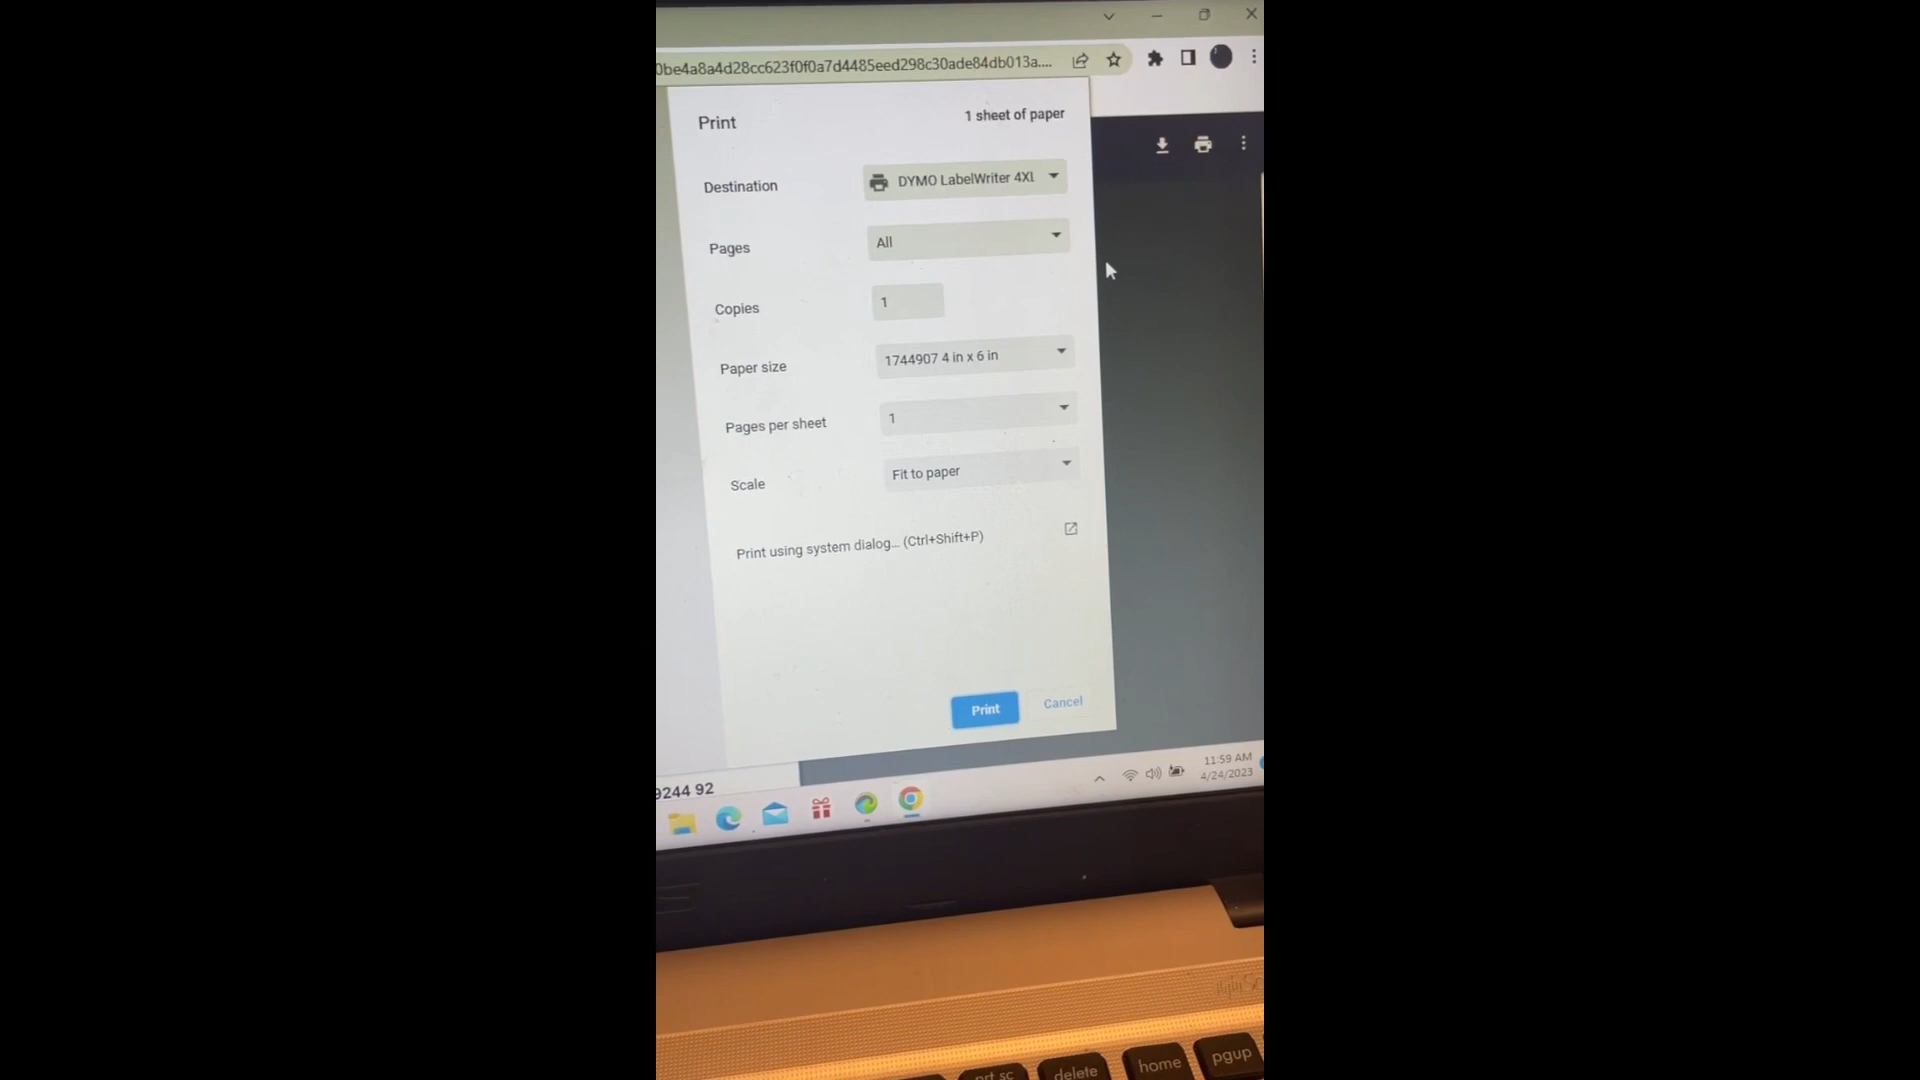 0be4a8a4d28cc623f0f0a7d4485eed298c30ade84db013a....
Print
1 sheet of paper
Destination
DYMO LabelWriter 4XL
Pages
All
Copies
1
Paper size
1744907 4 in x 6 in
Pages per sheet
1
Scale
Fit to paper
Print using system dialog... (Ctrl+Shift+P)
Print
Cancel
9244 92
11:59 AM
4/24/2023
prt sc
delete
home
pgup